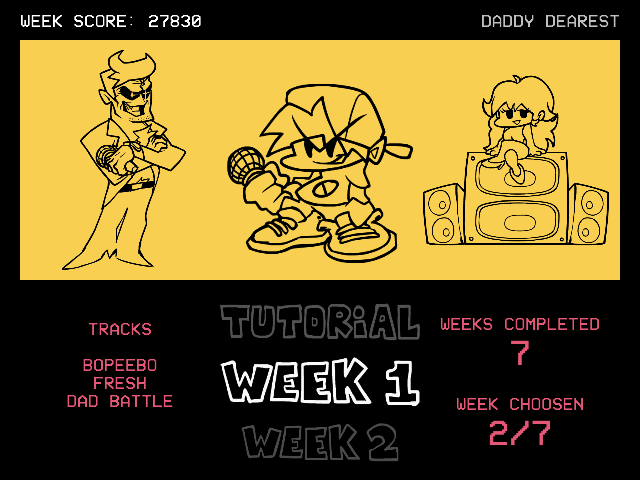 WEEK SCORE: 27830
DADDY DEAREST
TRACKS
BOPEEBO
FRESH
DAD BATTLE
TUTORIAL
WEEK 1
WEEK 2
WEEKS COMPLETED
7
WEEK CHOOSEN
2/7